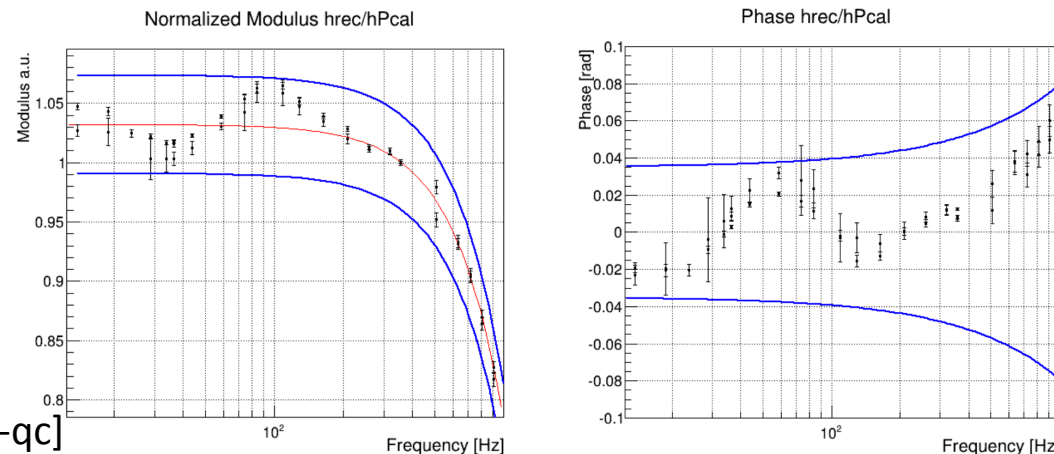 Normalized Modulus hrec/hPcal
Modulus a.u.
1.05
1
0.95
0.9
0.85
0.8
10²
Frequency [Hz]
-qc]
Phase hrec/hPcal
Phase [rad]
0.1
0.08
0.06
0.04
0.02
0
-0.02
-0.04
-0.06
-0.08
-0.1
10²
Frequency [Hz]